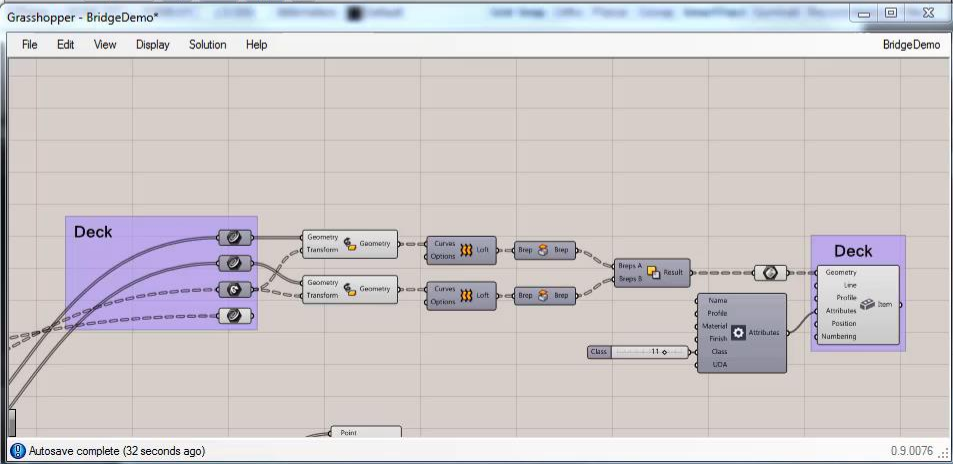 Grasshopper - BridgeDemo*
File Edit View Display Solution Help BridgeDemo
Deck
Geometry
Transform
Geometry
Curves
Options
Loft
Brep Brep
Geometry
Transform
Geometry
Curves
Options
Loft
Brep Brep
Breps A
Breps B
Result
Name
Profile
Material
Finish
Class
UDA
Attributes
Class 11
Deck
Geometry
Line
Profile
Attributes
Position
Numbering
Item
Point
Autosave complete (32 seconds ago) 0.9.0076